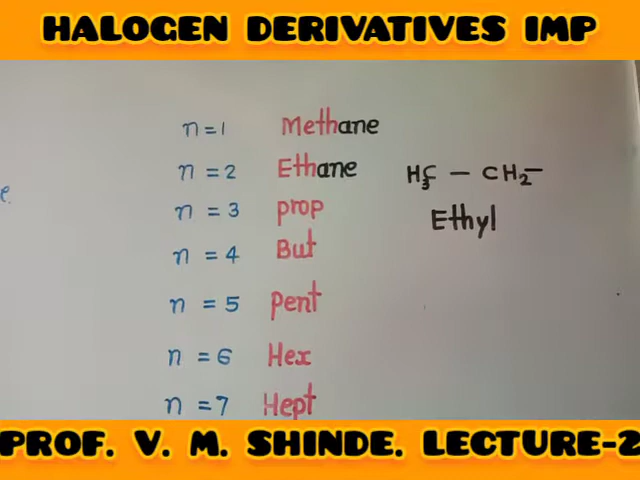 HALOGEN DERIVATIVES IMP
n = 1 Methane
n = 2 Ethane H₃C — CH₂—
n = 3 prop Ethyl
n = 4 But
n = 5 pent
n = 6 Hex
n = 7 Hept
PROF. V. M. SHINDE. LECTURE-2